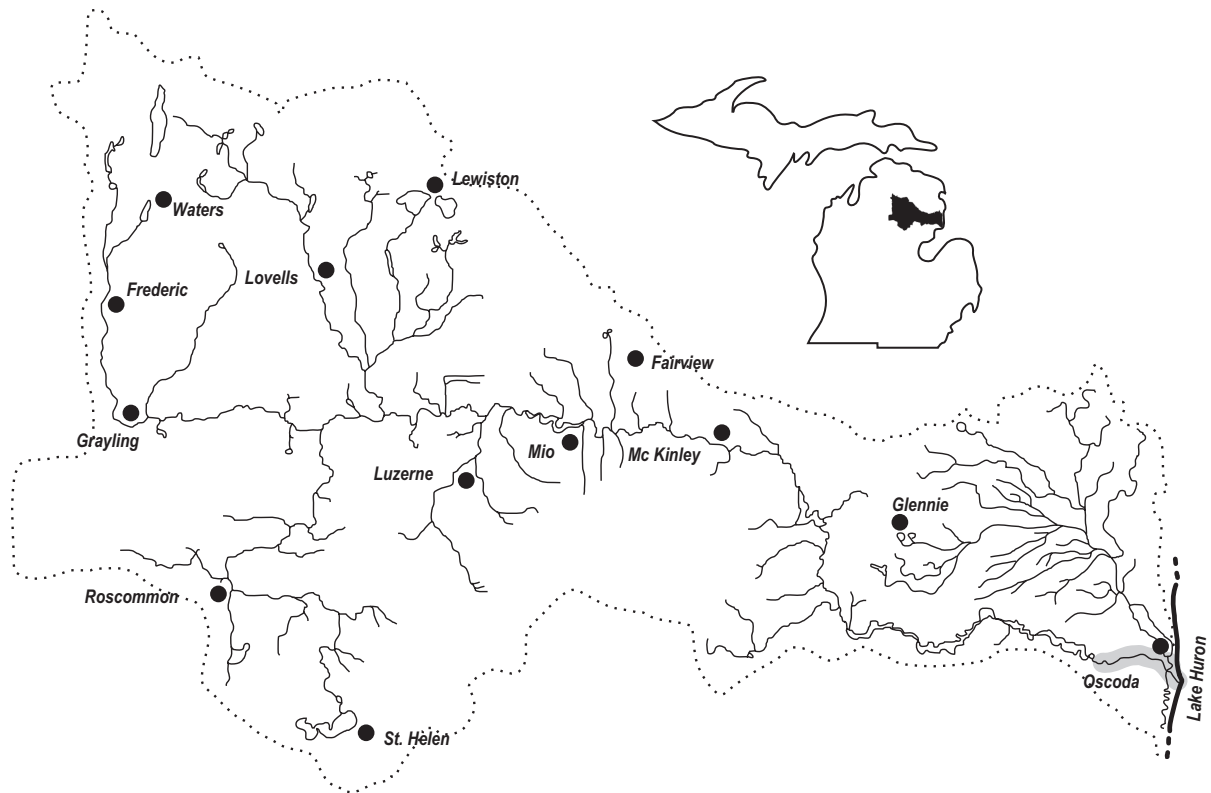 Lewiston
Waters
Lovells
Frederic
Fairview
Grayling
Mio
Mc Kinley
Luzerne
Glennie
Roscommon
Oscoda
Lake Huron
St. Helen